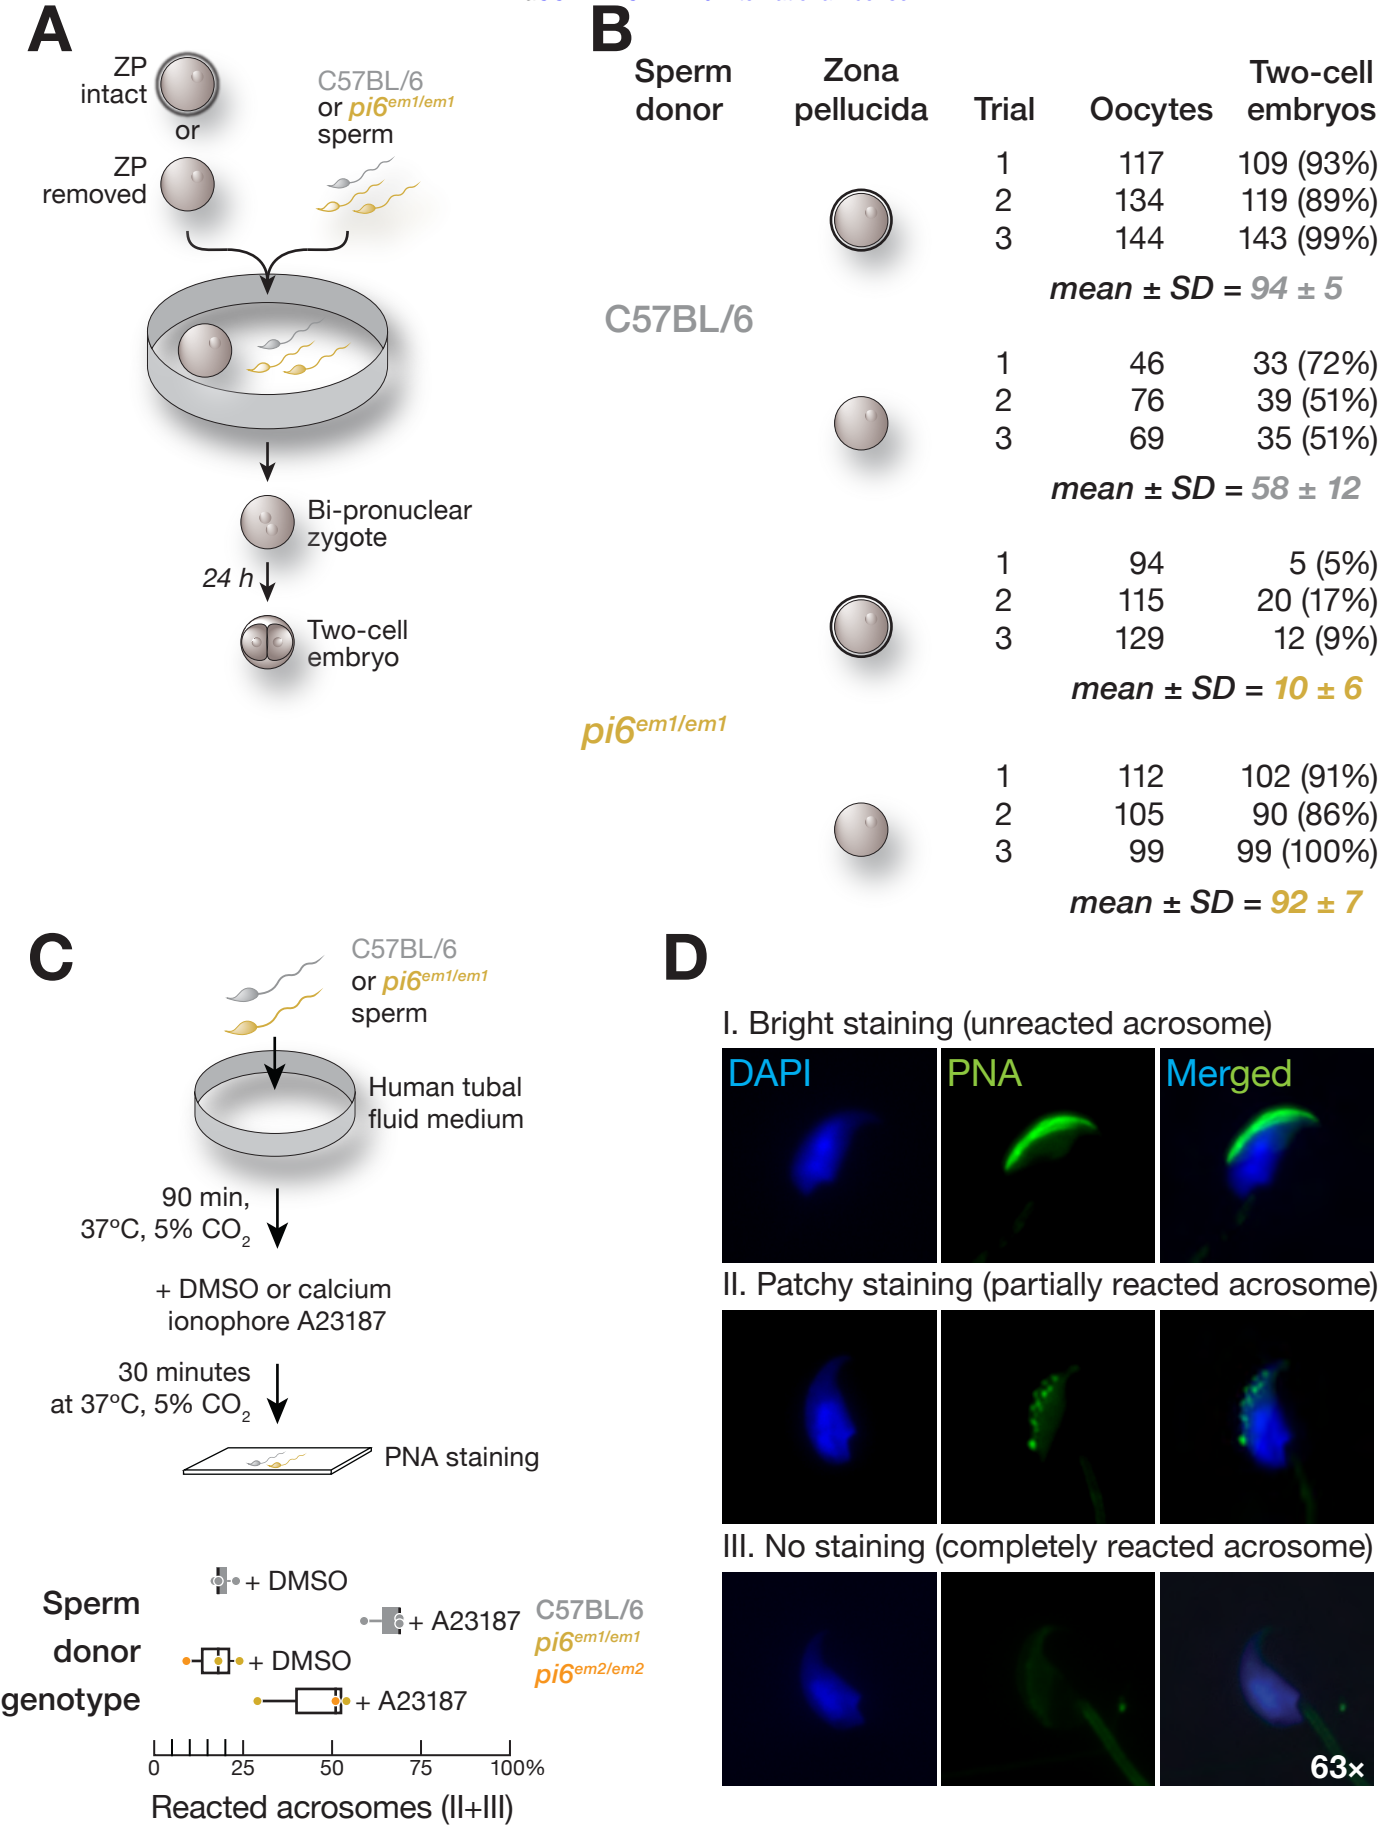 A
ZP
intact
or
ZP
removed
C57BL/6
or pi6em1/em1
sperm
Bi-pronuclear
zygote
24 h
Two-cell
embryo
B
Sperm
donor
Zona
pellucida
Trial
Oocytes
Two-cell
embryos
C57BL/6
1 117 109 (93%)
2 134 119 (89%)
3 144 143 (99%)
mean ± SD = 94 ± 5
1 46 33 (72%)
2 76 39 (51%)
3 69 35 (51%)
mean ± SD = 58 ± 12
pi6em1/em1
1 94 5 (5%)
2 115 20 (17%)
3 129 12 (9%)
mean ± SD = 10 ± 6
1 112 102 (91%)
2 105 90 (86%)
3 99 99 (100%)
mean ± SD = 92 ± 7
C
C57BL/6
or pi6em1/em1
sperm
Human tubal
fluid medium
90 min,
37ºC, 5% CO2
+ DMSO or calcium
ionophore A23187
30 minutes
at 37ºC, 5% CO2
PNA staining
Sperm
donor
genotype
+ DMSO
+ A23187
+ DMSO
+ A23187
C57BL/6
pi6em1/em1
pi6em2/em2
0 25 50 75 100%
Reacted acrosomes (II+III)
D
I. Bright staining (unreacted acrosome)
DAPI PNA Merged
II. Patchy staining (partially reacted acrosome)
III. No staining (completely reacted acrosome)
63×